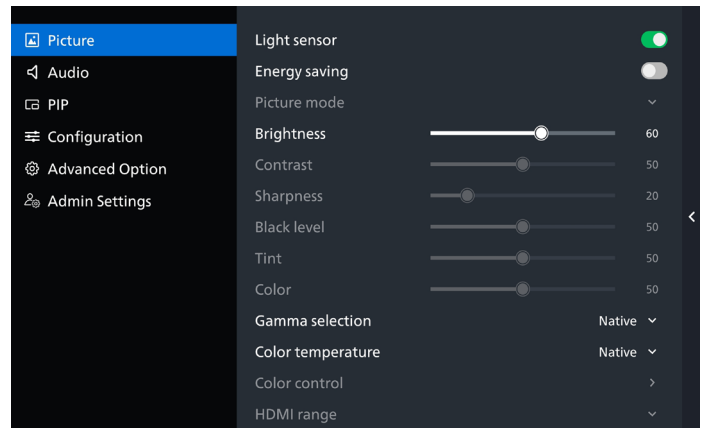 Picture
Audio
PIP
Configuration
Advanced Option
Admin Settings
Light sensor
Energy saving
Picture mode
Brightness 60
Contrast 50
Sharpness 20
Black level 50
Tint 50
Color 50
Gamma selection Native
Color temperature Native
Color control
HDMI range